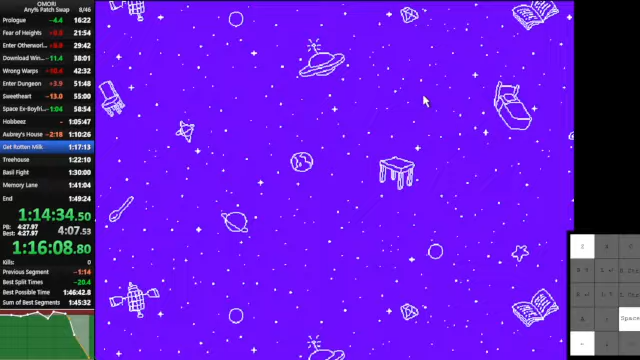 OMORI
Any% Patch Swap 8/46
Prologue -4.4 16:22
Fear of Heights 21:54
Enter Otherworl... 29:42
Download Win... -11.4 38:01
Wrong Warps 42:32
Enter Dungeon +3.9 51:48
Sweetheart -13.0 55:00
Space Ex-Boyfri... -1:04 58:54
Hobbeez - 1:05:47
Aubrey's House -2:18 1:10:26
Get Rotten Milk 1:17:13
Treehouse 1:22:10
Basil Fight 1:30:00
Memory Lane 1:41:04
End 1:49:24
1:14:34.50
PB: 4:27.97
Best: 4:27.97
4:07.53
1:16:08.80
Kills: 0
Previous Segment -1:14
Best Split Times -20.4
Best Possible Time 1:46:42.8
Sum of Best Segments 1:45:32
Space